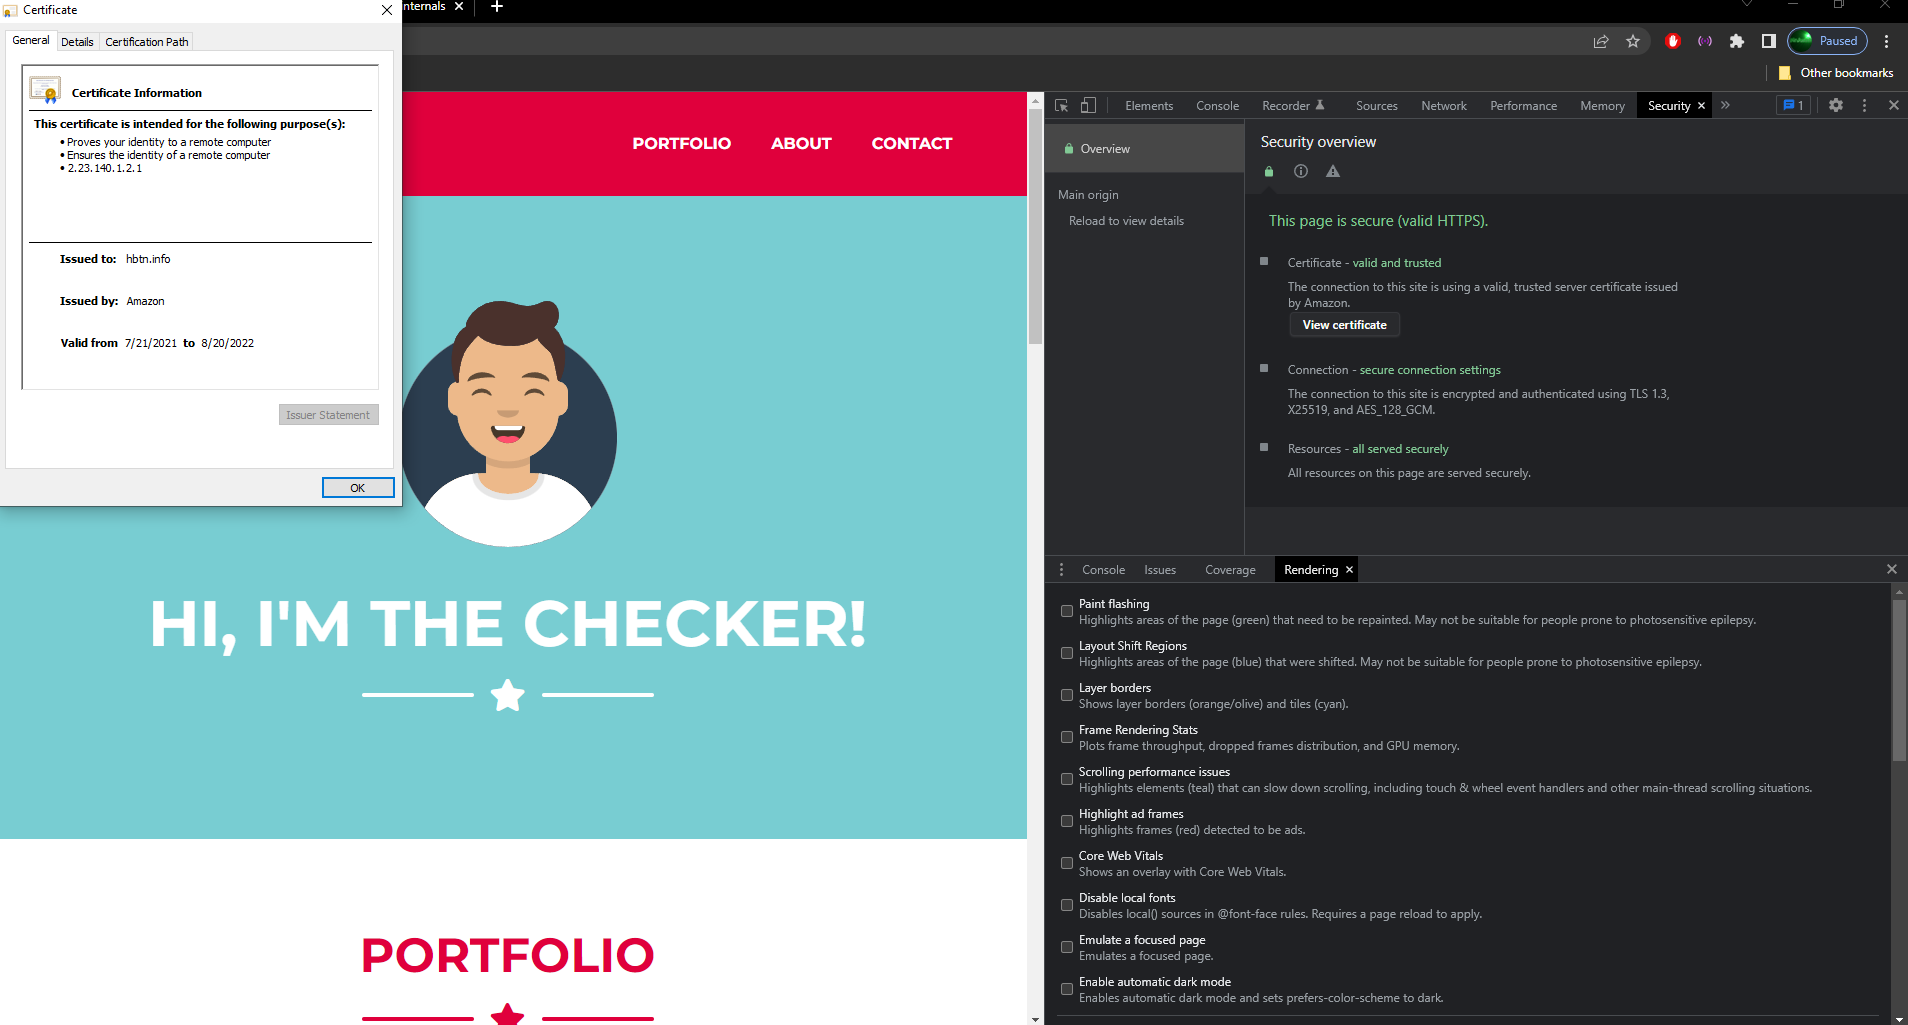 Certificate
General
Details
Certification Path
Certificate Information
This certificate is intended for the following purpose(s):
• Proves your identity to a remote computer
• Ensures the identity of a remote computer
• 2.23.140.1.2.1
Issued to: hbtn.info
Issued by: Amazon
Valid from 7/21/2021 to 8/20/2022
Issuer Statement
OK
internals
Paused
Other bookmarks
PORTFOLIO
ABOUT
CONTACT
HI, I'M THE CHECKER!
PORTFOLIO
Elements
Console
Recorder
Sources
Network
Performance
Memory
Security
1
Overview
Main origin
Reload to view details
Security overview
This page is secure (valid HTTPS).
Certificate - valid and trusted
The connection to this site is using a valid, trusted server certificate issued
by Amazon.
View certificate
Connection - secure connection settings
The connection to this site is encrypted and authenticated using TLS 1.3,
X25519, and AES_128_GCM.
Resources - all served securely
All resources on this page are served securely.
Console
Issues
Coverage
Rendering
Paint flashing
Highlights areas of the page (green) that need to be repainted. May not be suitable for people prone to photosensitive epilepsy.
Layout Shift Regions
Highlights areas of the page (blue) that were shifted. May not be suitable for people prone to photosensitive epilepsy.
Layer borders
Shows layer borders (orange/olive) and tiles (cyan).
Frame Rendering Stats
Plots frame throughput, dropped frames distribution, and GPU memory.
Scrolling performance issues
Highlights elements (teal) that can slow down scrolling, including touch & wheel event handlers and other main-thread scrolling situations.
Highlight ad frames
Highlights frames (red) detected to be ads.
Core Web Vitals
Shows an overlay with Core Web Vitals.
Disable local fonts
Disables local() sources in @font-face rules. Requires a page reload to apply.
Emulate a focused page
Emulates a focused page.
Enable automatic dark mode
Enables automatic dark mode and sets prefers-color-scheme to dark.